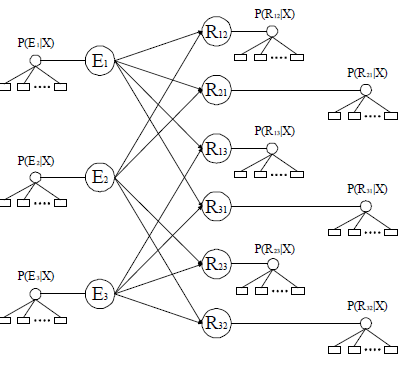 P(R₁₂|X)
P(E₁|X)
R₁₂
E₁
....
....
P(R₂₁|X)
R₂₁
....
P(R₁₃|X)
P(E₂|X)
R₁₃
E₂
....
....
P(R₃₁|X)
R₃₁
....
P(R₂₃|X)
P(E₃|X)
R₂₃
E₃
....
....
P(R₃₂|X)
R₃₂
....